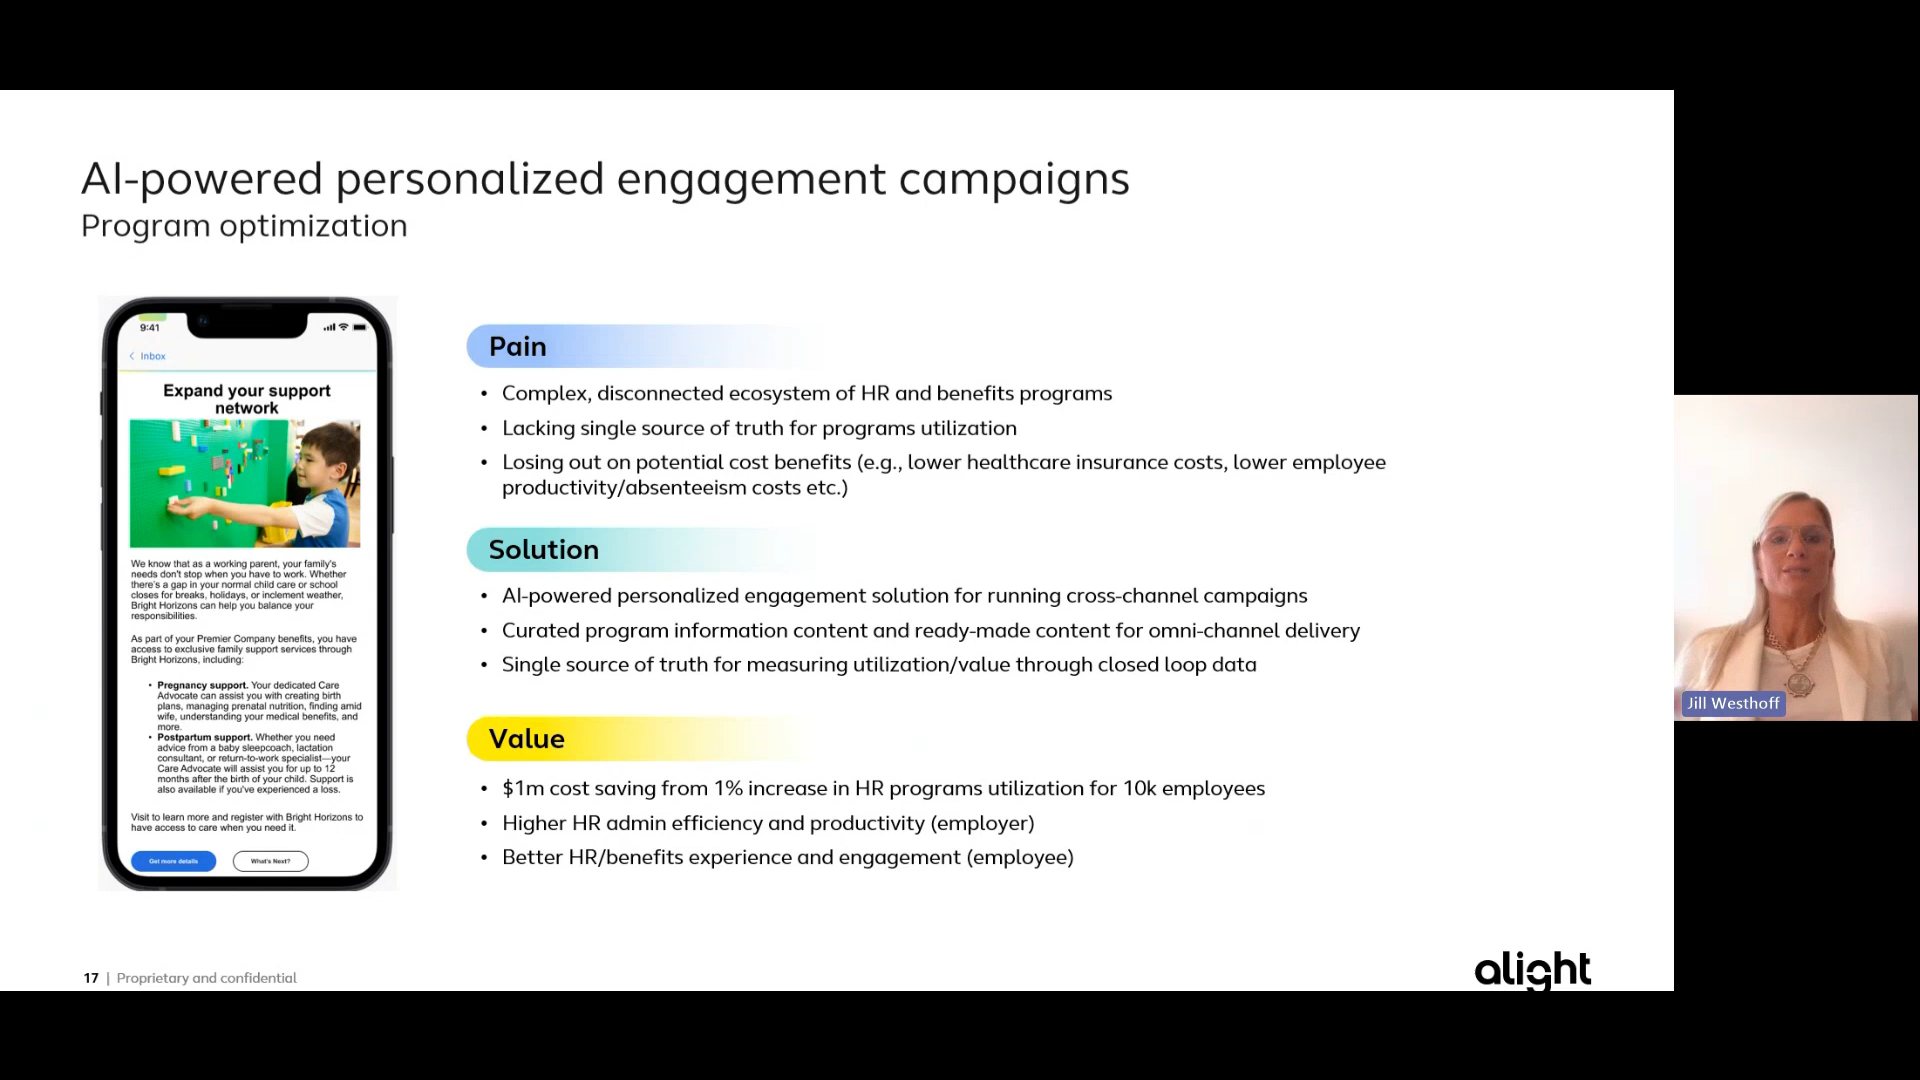 AI-powered personalized engagement campaigns
Program optimization
9:41
Inbox
Expand your support
network
We know that as a working parent, your family's
needs don't stop when you have to work. Whether
there's a gap in your normal child care or school
closes for breaks, holidays, or inclement weather,
Bright Horizons can help you balance your
responsibilities.
As part of your Premier Company benefits, you have
access to exclusive family support services through
Bright Horizons, including:
• Pregnancy support. Your dedicated Care
Advocate can assist you with creating birth
plans, managing prenatal nutrition, finding amid
wife, understanding your medical benefits, and
more.
• Postpartum support. Whether you need
advice from a baby sleepcoach, lactation
consultant, or return-to-work specialist—your
Care Advocate will assist you for up to 12
months after the birth of your child. Support is
also available if you've experienced a loss.
Visit to learn more and register with Bright Horizons to
have access to care when you need it.
Get more details
What's Next?
Pain
• Complex, disconnected ecosystem of HR and benefits programs
• Lacking single source of truth for programs utilization
• Losing out on potential cost benefits (e.g., lower healthcare insurance costs, lower employee
productivity/absenteeism costs etc.)
Solution
• AI-powered personalized engagement solution for running cross-channel campaigns
• Curated program information content and ready-made content for omni-channel delivery
• Single source of truth for measuring utilization/value through closed loop data
Value
• $1m cost saving from 1% increase in HR programs utilization for 10k employees
• Higher HR admin efficiency and productivity (employer)
• Better HR/benefits experience and engagement (employee)
17 | Proprietary and confidential
alight
Jill Westhoff